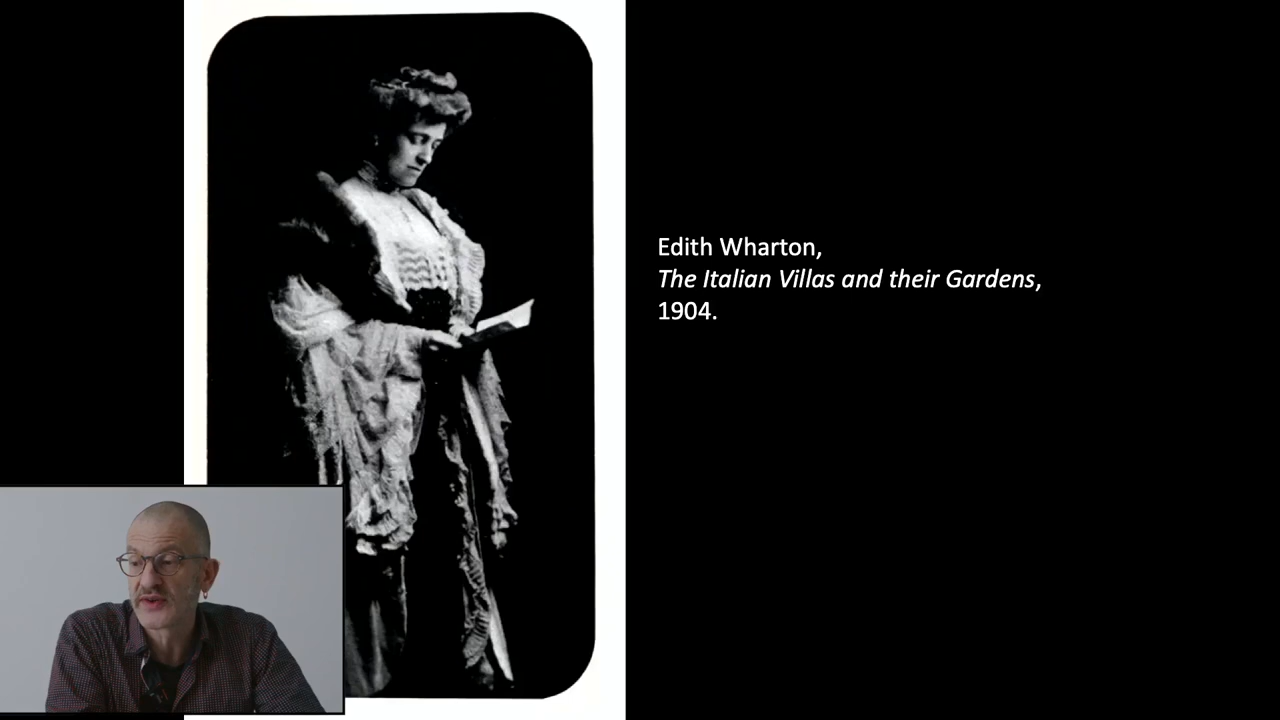 Edith Wharton,
The Italian Villas and their Gardens,
1904.